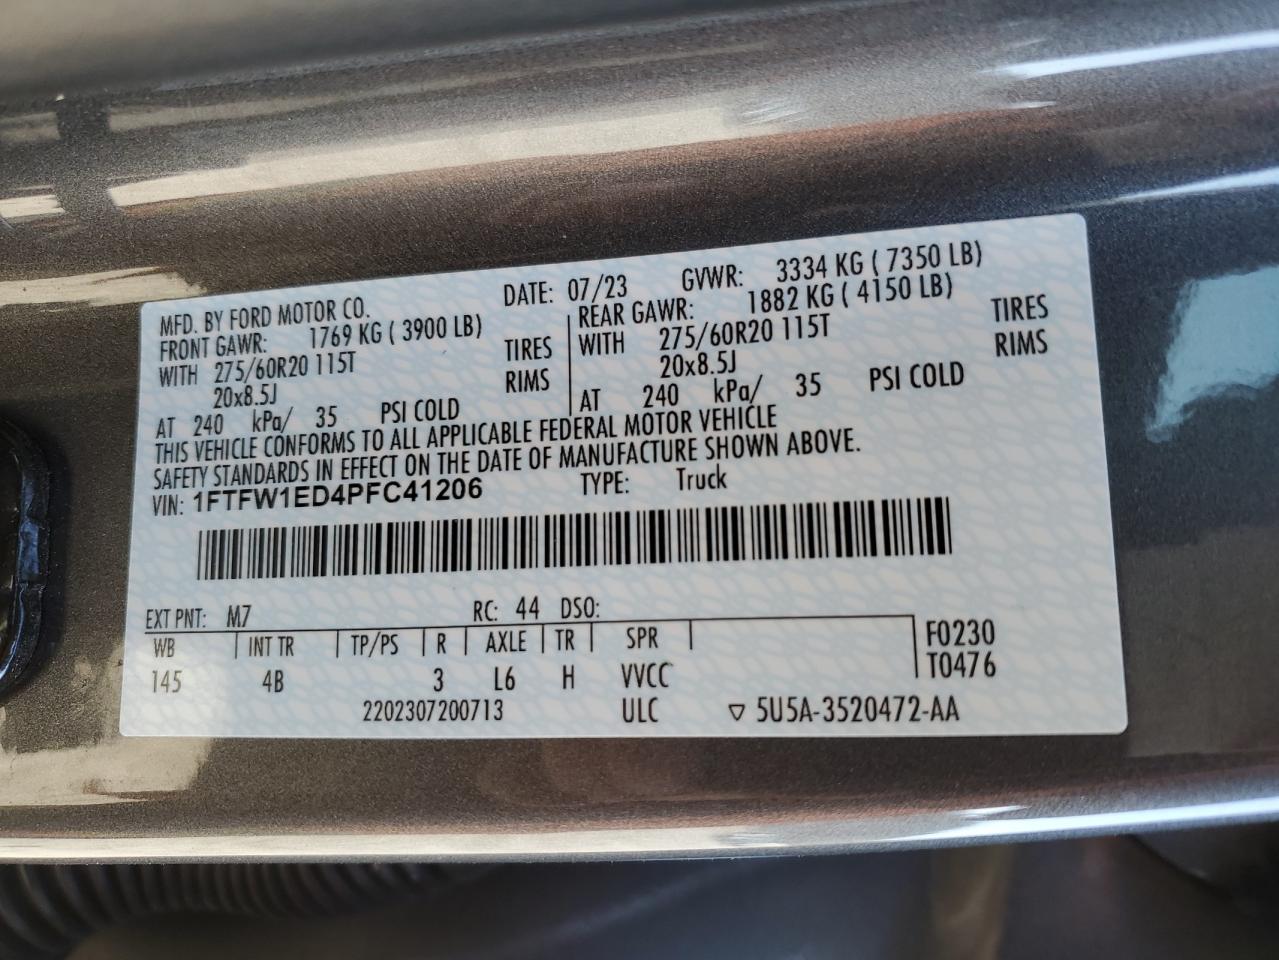 MFD. BY FORD MOTOR CO. DATE: 07/23 GVWR: 3334 KG ( 7350 LB)
FRONT GAWR: 1769 KG ( 3900 LB) REAR GAWR: 1882 KG ( 4150 LB)
WITH 275/60R20 115T TIRES WITH 275/60R20 115T TIRES
20x8.5J RIMS 20x8.5J RIMS
AT 240 kPa/ 35 PSI COLD AT 240 kPa/ 35 PSI COLD
THIS VEHICLE CONFORMS TO ALL APPLICABLE FEDERAL MOTOR VEHICLE
SAFETY STANDARDS IN EFFECT ON THE DATE OF MANUFACTURE SHOWN ABOVE.
VIN: 1FTFW1ED4PFC41206 TYPE: Truck
EXT PNT: M7 RC: 44 DSO:
WB INT TR TP/PS R AXLE TR SPR F0230
145 4B 3 L6 H VVCC T0476
2202307200713 ULC ▽ 5U5A-3520472-AA